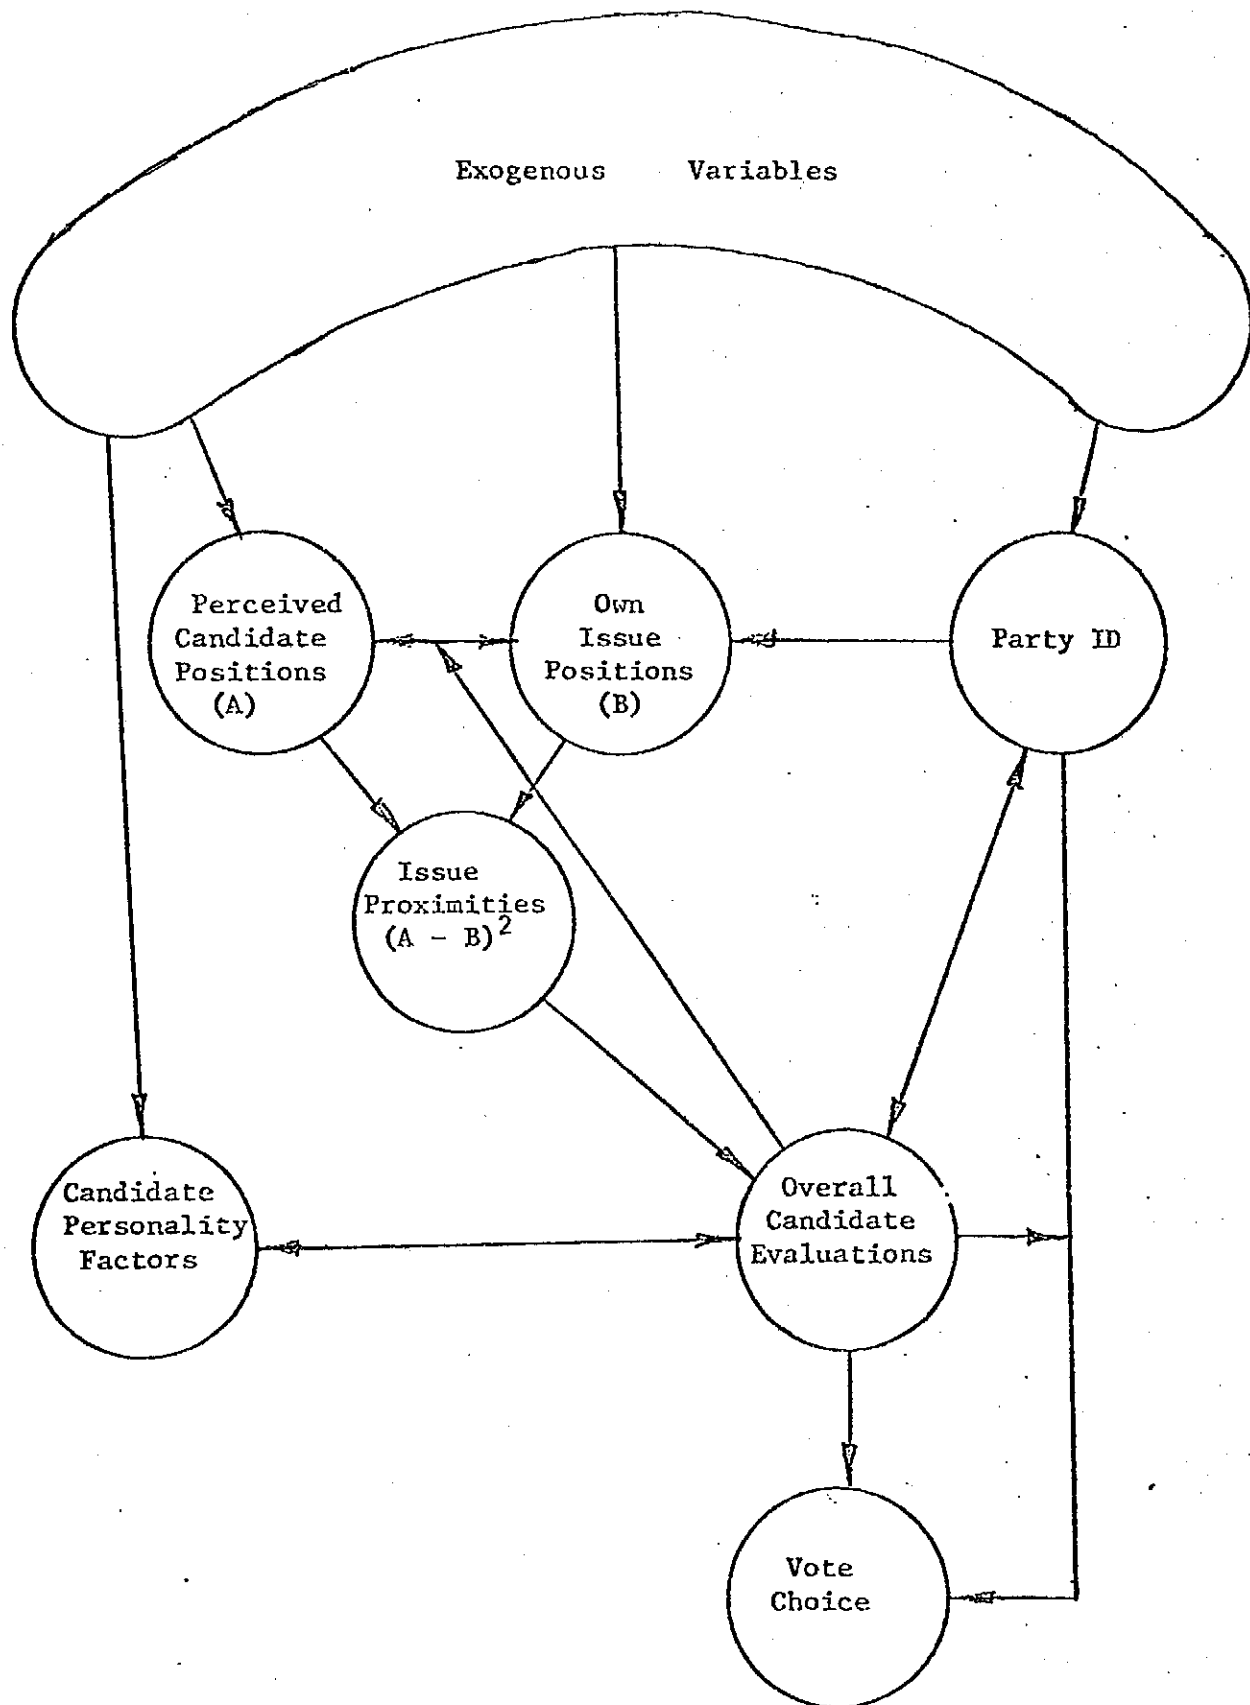 Exogenous Variables
Perceived
Candidate
Positions
(A)
Own
Issue
Positions
(B)
Party ID
Issue
Proximities
(A - B)²
Candidate
Personality
Factors
Overall
Candidate
Evaluations
Vote
Choice